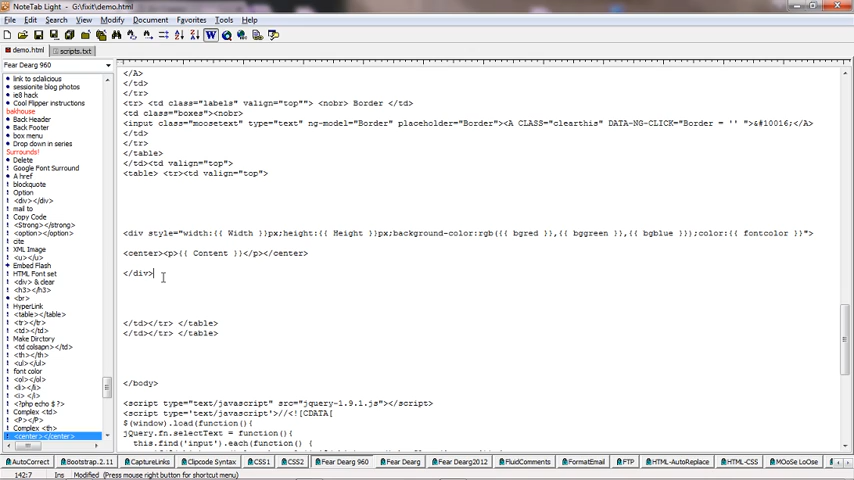 NoteTab Light - G:\fixit\demo.html
File Edit Search View Modify Document Favorites Tools Help
demo.html scripts.txt
Fear Dearg 960
link to sclalicious
sessionite blog photos
ie8 hack
Cool Flipper instructions
bakhouse
Back Header
Back Footer
box menu
Drop down in series
Surrounds!
Delete
Google Font Surround
A href
blockquote
Option
<div></div>
mail to
Copy Code
<Strong></strong>
<option></option>
cite
XML Image
<u></u>
Embed Flash
HTML Font set
<div> & clear
<h3></h3>
<br>
HyperLink
<table></table>
<tr></tr>
<td></td>
Make Dirctory
<td colsapn></td>
<th></th>
<ul></ul>
font color
<ol></ol>
<li></li>
<i> </i>
<?php echo $ ?>
Complex <td>
<P></P>
Complex <th>
<center></center>
</A>
</td>
</tr>
<tr> <td class="labels" valign="top""> <nobr> Border </td>
<td class="boxes"><nobr>
<input class="moosetext" type="text" ng-model="Border" placeholder="Border"><A CLASS="clearthis" DATA-NG-CLICK="Border = '' ">&#10016;</A>
</td>
</tr>
</table>
</td><td valign="top">
<table> <tr><td valign="top">
<div style="width:{{ Width }}px;height:{{ Height }}px;background-color:rgb({{ bgred }},{{ bggreen }},{{ bgblue }});color:{{ fontcolor }}">
<center><p>{{ Content }}</p></center>
</div>
</td></tr> </table>
</td></tr> </table>
</body>
<script type="text/javascript" src="jquery-1.9.1.js"></script>
<script type='text/javascript'>//<![CDATA[
$(window).load(function(){
jQuery.fn.selectText = function(){
this.find('input').each(function() {
AutoCorrect Bootstrap.2.11 CaptureLinks Clipcode Syntax CSS1 CSS2 Fear Dearg 960 Fear Dearg Fear Dearg2012 FluidComments FormatEmail FTP HTML-AutoReplace HTML-CSS MOoSe LoOse
142:7 Ins Modified (Press mouse right button for shortcut menu)